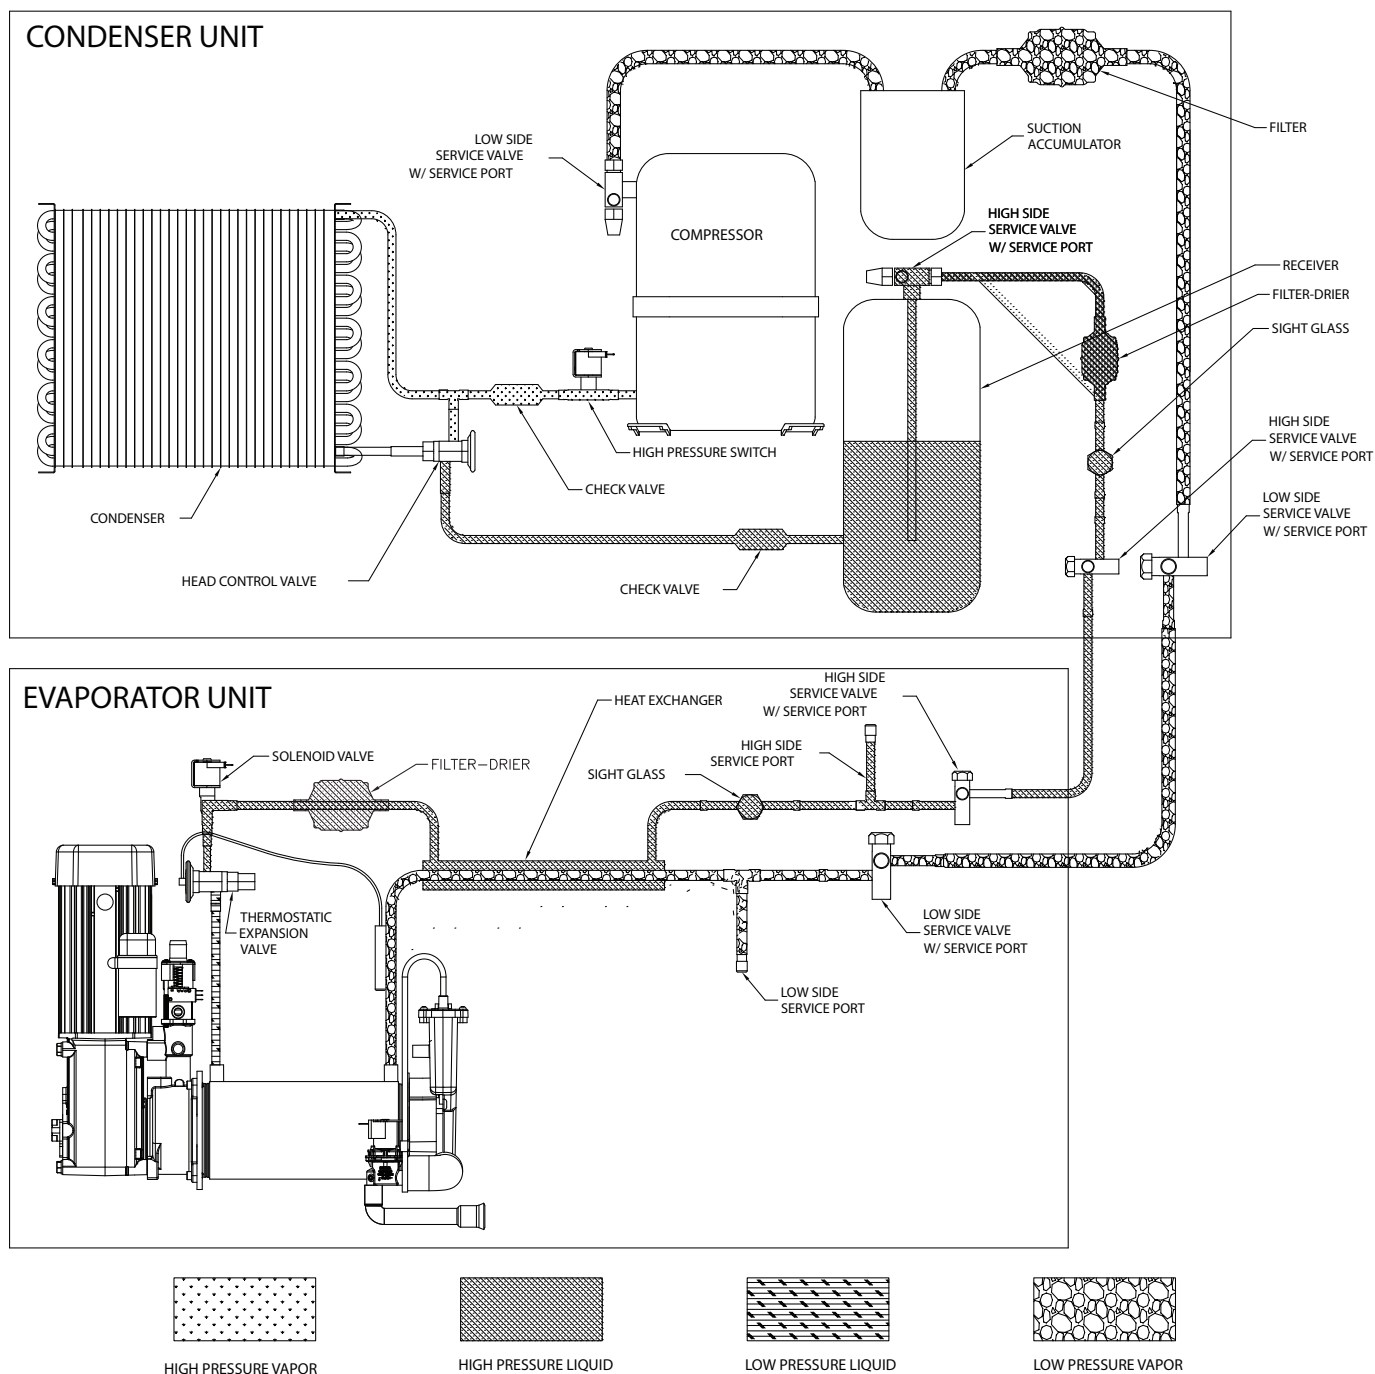 CONDENSER UNIT
LOW SIDE
SERVICE VALVE
W/ SERVICE PORT
COMPRESSOR
SUCTION
ACCUMULATOR
FILTER
HIGH SIDE
SERVICE VALVE
W/ SERVICE PORT
RECEIVER
FILTER-DRIER
SIGHT GLASS
HIGH SIDE
SERVICE VALVE
W/ SERVICE PORT
LOW SIDE
SERVICE VALVE
W/ SERVICE PORT
HIGH PRESSURE SWITCH
CHECK VALVE
CONDENSER
HEAD CONTROL VALVE
CHECK VALVE
EVAPORATOR UNIT
HEAT EXCHANGER
HIGH SIDE
SERVICE VALVE
W/ SERVICE PORT
SOLENOID VALVE
FILTER-DRIER
SIGHT GLASS
HIGH SIDE
SERVICE PORT
THERMOSTATIC
EXPANSION
VALVE
LOW SIDE
SERVICE VALVE
W/ SERVICE PORT
LOW SIDE
SERVICE PORT
HIGH PRESSURE VAPOR
HIGH PRESSURE LIQUID
LOW PRESSURE LIQUID
LOW PRESSURE VAPOR